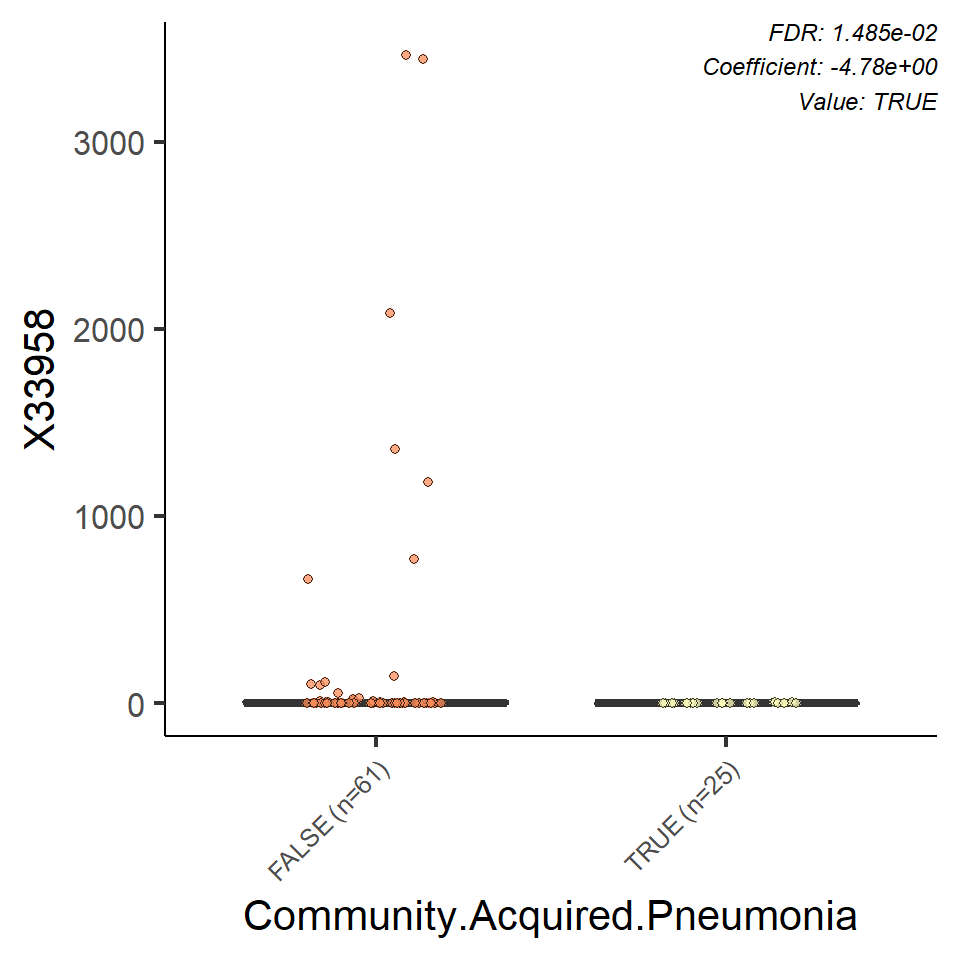 FDR: 1.485e-02
Coefficient: -4.78e+00
Value: TRUE
X33958
3000
2000
1000
0
FALSE (n=61)
TRUE (n=25)
Community.Acquired.Pneumonia